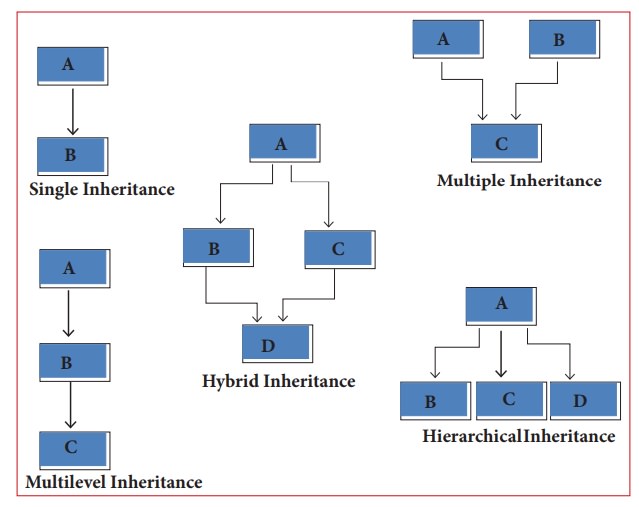 A
B
Single Inheritance
A
B
C
Multilevel Inheritance
A
B
C
D
Hybrid Inheritance
A
B
C
Multiple Inheritance
A
B
C
D
HierarchicalInheritance